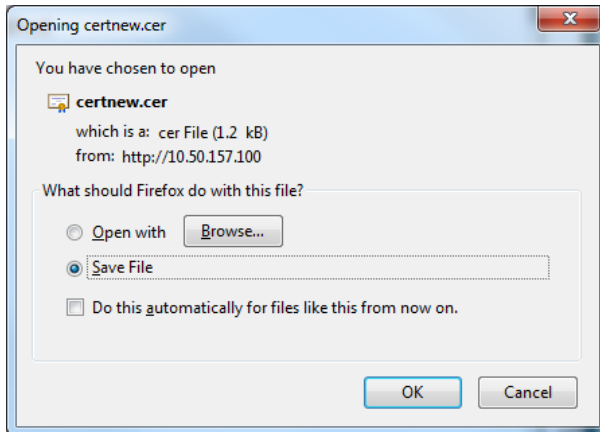 Opening certnew.cer
You have chosen to open
certnew.cer
which is a: cer File (1.2 kB)
from: http://10.50.157.100
What should Firefox do with this file?
Open with Browse...
Save File
Do this automatically for files like this from now on.
OK Cancel